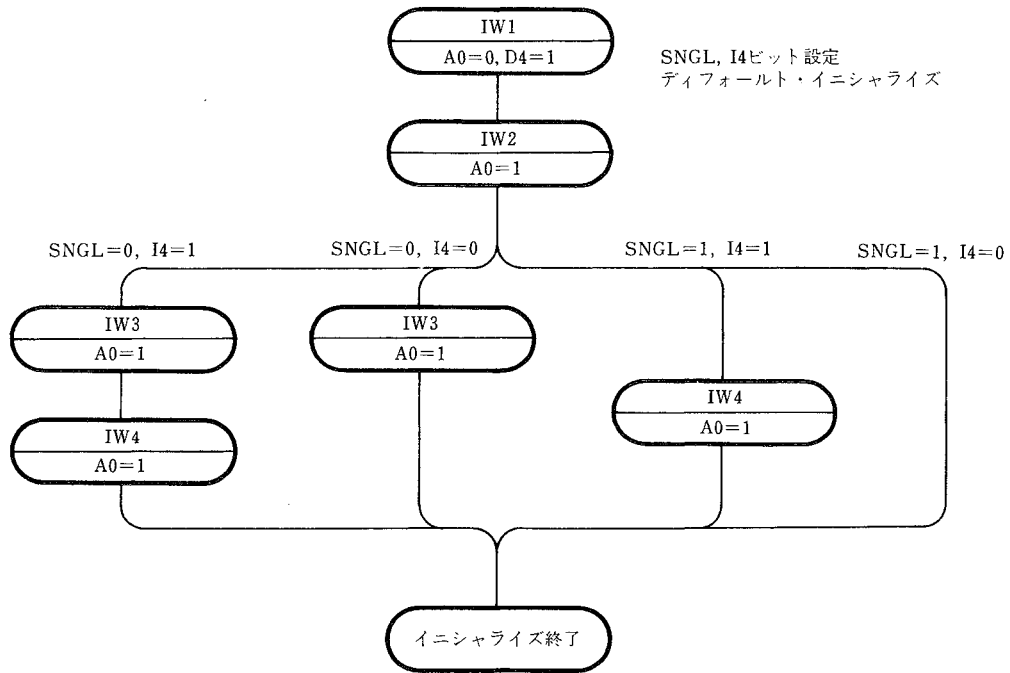 IW1
A0=0, D4=1
SNGL, I4ビット設定
ディフォールト・イニシャライズ
IW2
A0=1
SNGL=0, I4=1
SNGL=0, I4=0
SNGL=1, I4=1
SNGL=1, I4=0
IW3
A0=1
IW3
A0=1
IW4
A0=1
IW4
A0=1
イニシャライズ終了